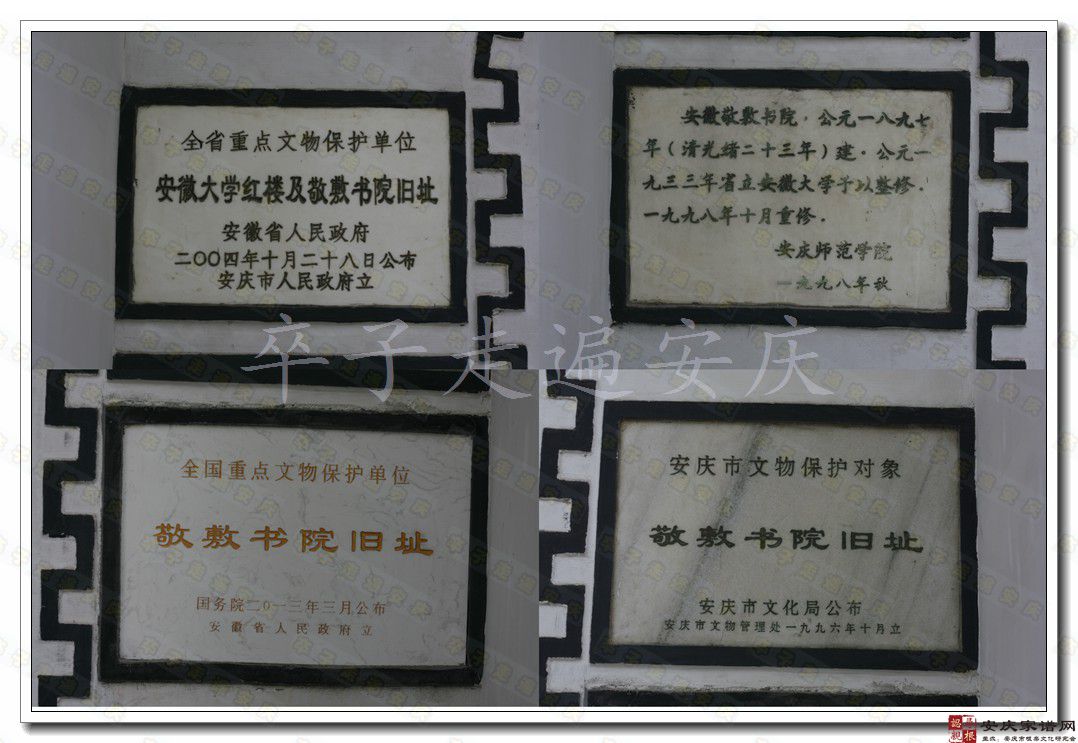 全省重点文物保护单位
安徽大学红楼及敬敷书院旧址
安徽省人民政府
二〇〇四年十月二十八日公布
安庆市人民政府立
安徽敬敷书院.公元一八九七
年(清光绪二十三年)建.公元一
九三三年省立安徽大学予以整修.
一九九八年十月重修.
安庆师范学院
一九九八年秋
卒子走遍安庆
全国重点文物保护单位
敬敷书院旧址
国务院二0一三年三月公布
安徽省人民政府立
安庆市文物保护对象
敬敷书院旧址
安庆市文化局公布
安庆市文物管理处一九九六年十月立
安庆家谱网